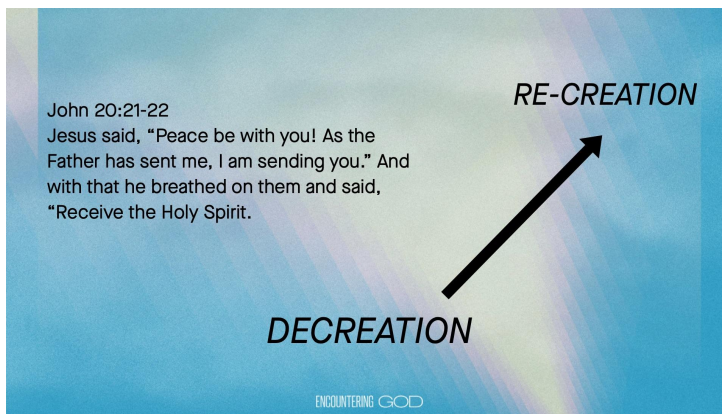 RE-CREATION
John 20:21-22
Jesus said, “Peace be with you! As the
Father has sent me, I am sending you.” And
with that he breathed on them and said,
“Receive the Holy Spirit.
DECREATION
ENCOUNTERING GOD